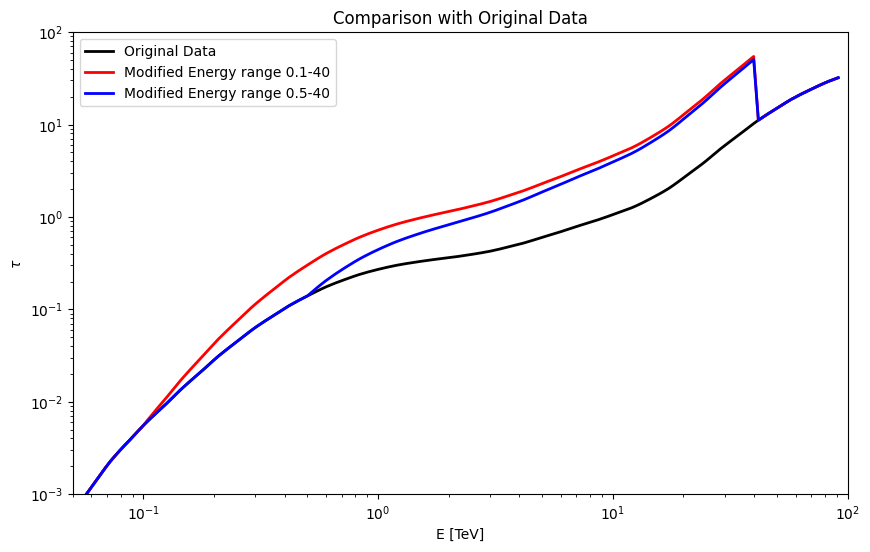 Comparison with Original Data
Original Data
Modified Energy range 0.1-40
Modified Energy range 0.5-40
10²
10¹
10⁰
10⁻¹
10⁻²
10⁻³
τ
10⁻¹
10⁰
10¹
10²
E [TeV]